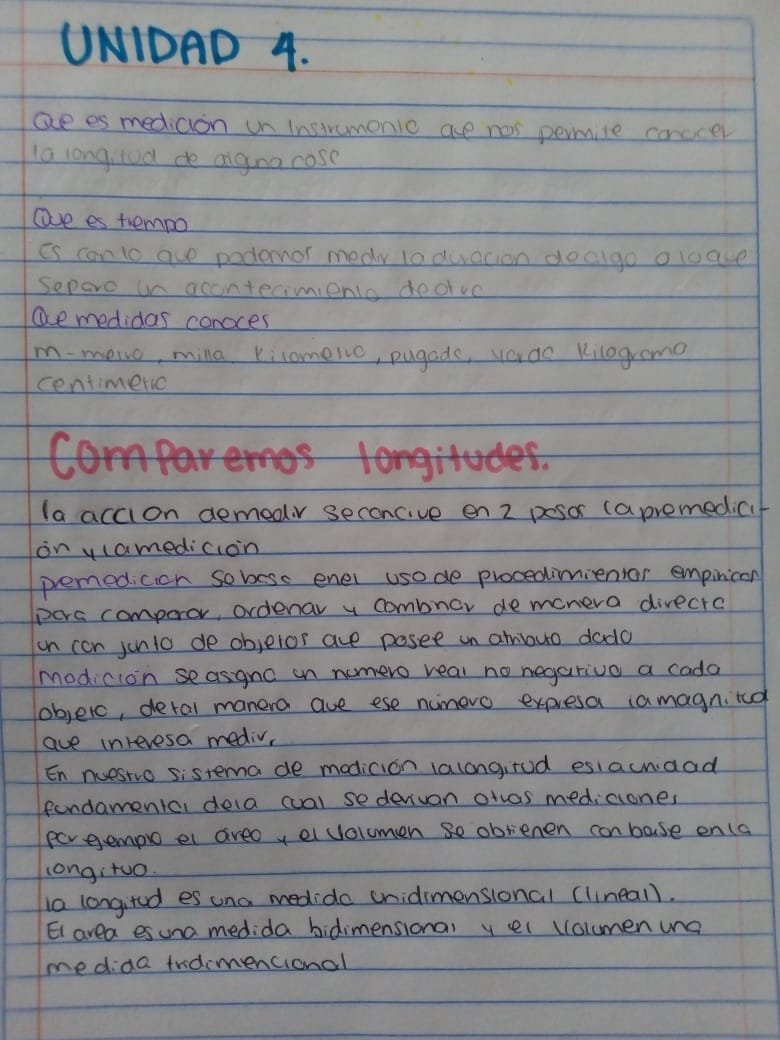 UNIDAD 4.
Que es medición un instrumento que nos permite conocer
la longitud de alguna cosa
Que es tiempo
Es con lo que podemos medir la duracion de algo o lo que
separa un acontecimiento de otro
Que medidas conoces
m-metro, milla, kilometro, pugada, yarda kilogramo
centimetro
Comparemos longitudes.
la accion de medir se concive en 2 pasos la premedici-
ón y la medición
premedicion se basa en el uso de procedimientos empiricos
para comparar, ordenar y combinar de manera directa
un conjunto de objetos que posee un atributo dado
Medición se asigna un numero real no negativo a cada
objeto, de tal manera que ese número expresa la magnitud
que interesa medir.
En nuestro sistema de medición la longitud es la unidad
fundamental de la cual se derivan otras mediciones
por ejemplo el area y el volumen se obtienen con base en la
longitud.
la longitud es una medida unidimensional (lineal).
El area es una medida bidimensional y el volumen una
medida tridimencional